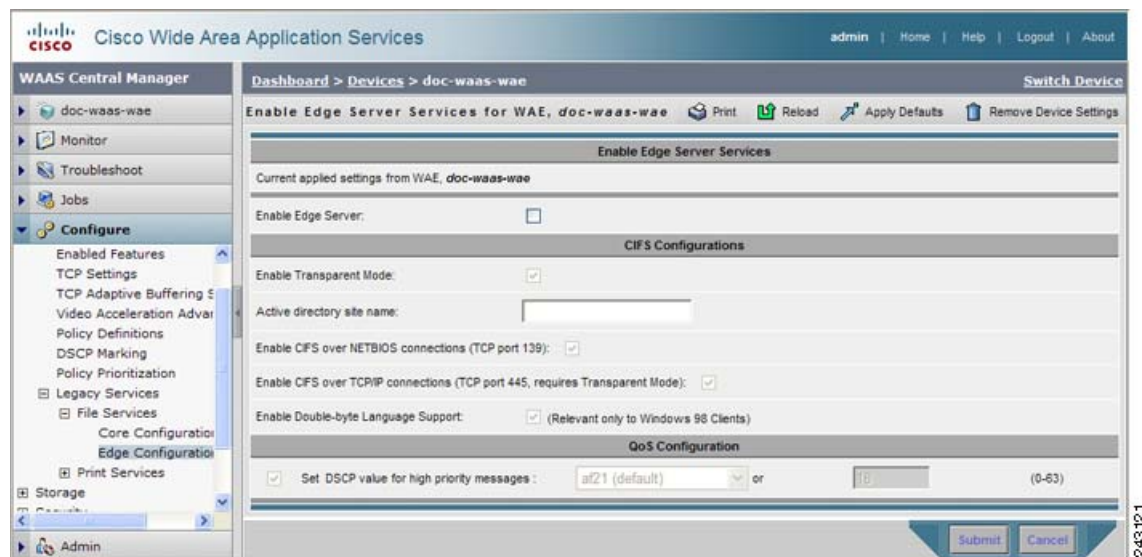 CISCO
Cisco Wide Area Application Services
admin | Home | Help | Logout | About
WAAS Central Manager
Dashboard > Devices > doc-waas-wae
Switch Device
doc-waas-wae
Enable Edge Server Services for WAE, doc-waas-wae
Print
Reload
Apply Defaults
Remove Device Settings
Monitor
Troubleshoot
Jobs
Configure
Enabled Features
TCP Settings
TCP Adaptive Buffering S
Video Acceleration Advan
Policy Definitions
DSCP Marking
Policy Prioritization
Legacy Services
File Services
Core Configuration
Edge Configuration
Print Services
Storage
Admin
Enable Edge Server Services
Current applied settings from WAE, doc-waas-wae
Enable Edge Server:
CIFS Configurations
Enable Transparent Mode:
Active directory site name:
Enable CIFS over NETBIOS connections (TCP port 139):
Enable CIFS over TCP/IP connections (TCP port 445, requires Transparent Mode):
Enable Double-byte Language Support: (Relevant only to Windows 98 Clients)
QoS Configuration
Set DSCP value for high priority messages : af21 (default) or 18 (0-63)
Submit
Cancel